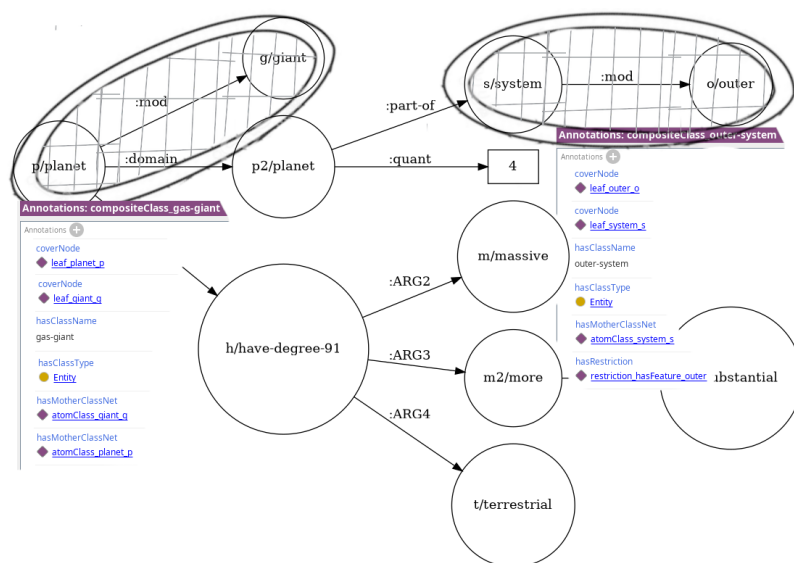 g/giant
:mod
s/system
:mod
o/outer
:part-of
p/planet
:domain
p2/planet
:quant
4
Annotations: compositeClass_outer-system
Annotations
coverNode
leaf_outer_o
coverNode
leaf_system_s
hasClassName
outer-system
hasClassType
Entity
hasMotherClassNet
atomClass_system_s
hasRestriction
restriction_hasFeature_outer
Annotations: compositeClass_gas-giant
Annotations
coverNode
leaf_planet_p
coverNode
leaf_giant_g
hasClassName
gas-giant
hasClassType
Entity
hasMotherClassNet
atomClass_giant_g
hasMotherClassNet
atomClass_planet_p
h/have-degree-91
:ARG2
m/massive
:ARG3
m2/more
ubstantial
:ARG4
t/terrestrial